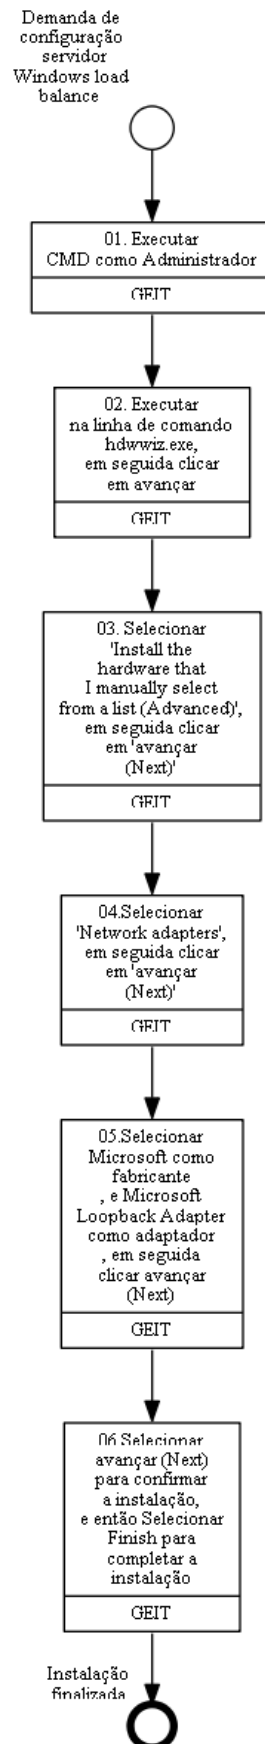 Demanda de
configuração
servidor
Windows load
balance
01. Executar
CMD como Administrador
GEIT
02. Executar
na linha de comando
hdwwiz.exe,
em seguida clicar
em avançar
GEIT
03. Selecionar
'Install the
hardware that
I manually select
from a list (Advanced)',
em seguida clicar
em 'avançar
(Next)'
GEIT
04.Selecionar
'Network adapters',
em seguida clicar
em 'avançar
(Next)'
GEIT
05.Selecionar
Microsoft como
fabricante
, e Microsoft
Loopback Adapter
como adaptador
, em seguida
clicar avançar
(Next)
GEIT
06.Selecionar
avançar (Next)
para confirmar
a instalação,
e então Selecionar
Finish para
completar a
instalação
GEIT
Instalação
finalizada